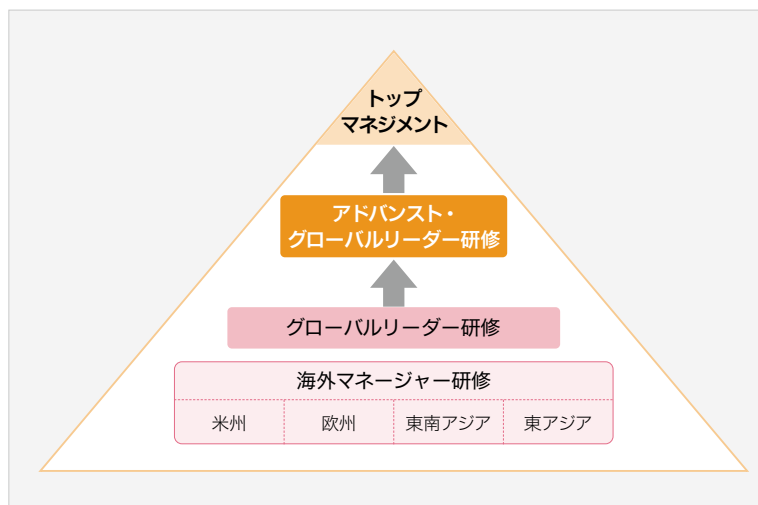 トップ
マネジメント
アドバンスト・
グローバルリーダー研修
グローバルリーダー研修
海外マネージャー研修
米州
欧州
東南アジア
東アジア